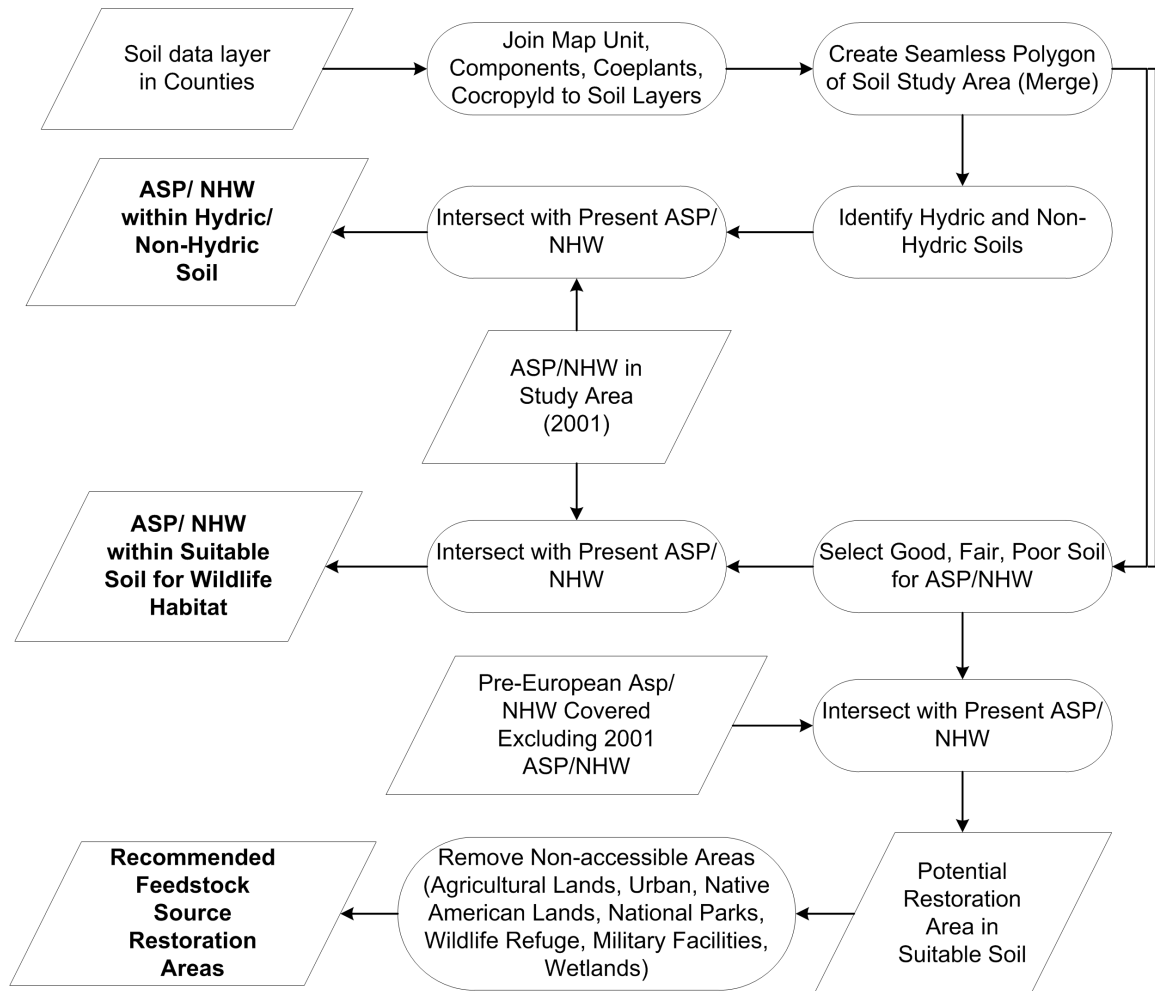 Soil data layer
in Counties
Join Map Unit,
Components, Coeplants,
Cocropyld to Soil Layers
Create Seamless Polygon
of Soil Study Area (Merge)
ASP/ NHW
within Hydric/
Non-Hydric
Soil
Intersect with Present ASP/
NHW
Identify Hydric and Non-
Hydric Soils
ASP/NHW in
Study Area
(2001)
ASP/ NHW
within Suitable
Soil for Wildlife
Habitat
Intersect with Present ASP/
NHW
Select Good, Fair, Poor Soil
for ASP/NHW
Pre-European Asp/
NHW Covered
Excluding 2001
ASP/NHW
Intersect with Present ASP/
NHW
Recommended
Feedstock
Source
Restoration
Areas
Remove Non-accessible Areas
(Agricultural Lands, Urban, Native
American Lands, National Parks,
Wildlife Refuge, Military Facilities,
Wetlands)
Potential
Restoration
Area in
Suitable Soil